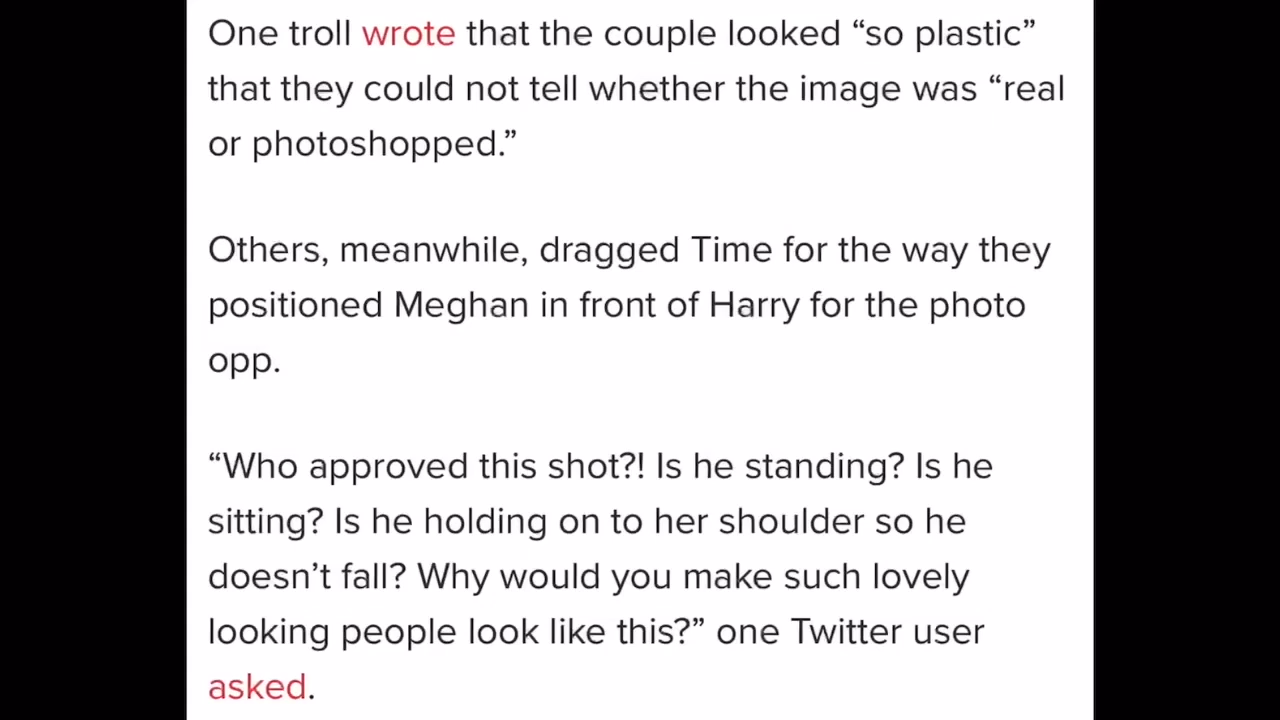 One troll wrote that the couple looked “so plastic”
that they could not tell whether the image was “real
or photoshopped.”
Others, meanwhile, dragged Time for the way they
positioned Meghan in front of Harry for the photo
opp.
“Who approved this shot?! Is he standing? Is he
sitting? Is he holding on to her shoulder so he
doesn’t fall? Why would you make such lovely
looking people look like this?” one Twitter user
asked.